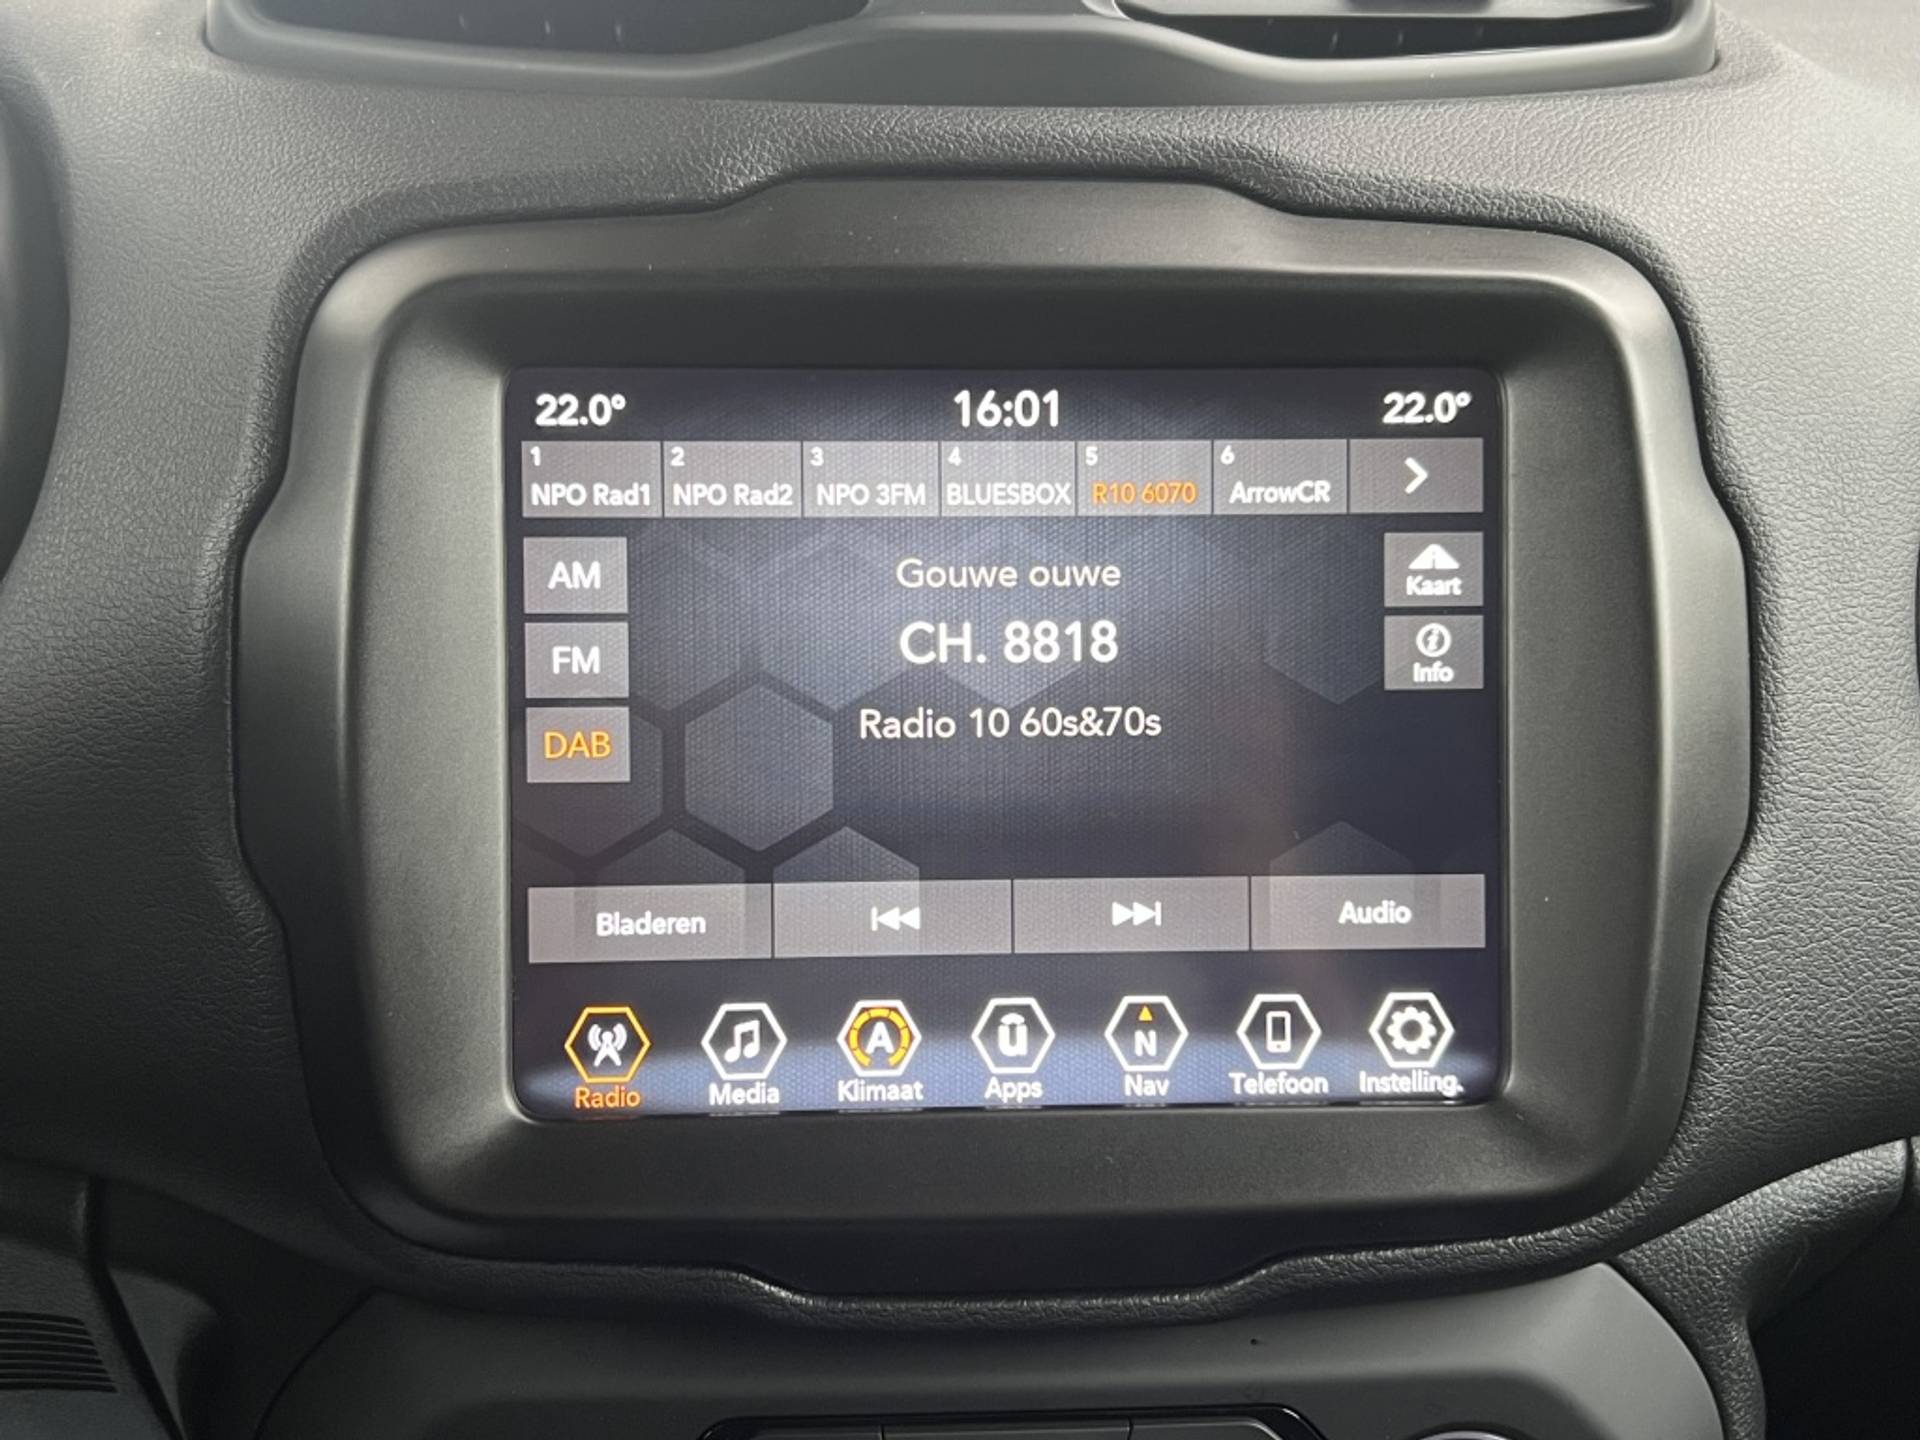 22.0° 16:01 22.0°
1 2 3 4 5 6
NPO Rad1 NPO Rad2 NPO 3FM BLUESBOX R10 6070 ArrowCR
AM
FM
DAB
Gouwe ouwe
CH. 8818
Radio 10 60s&70s
Kaart
Info
Bladeren Audio
A ū N
Radio Media Klimaat Apps Nav Telefoon Instelling.